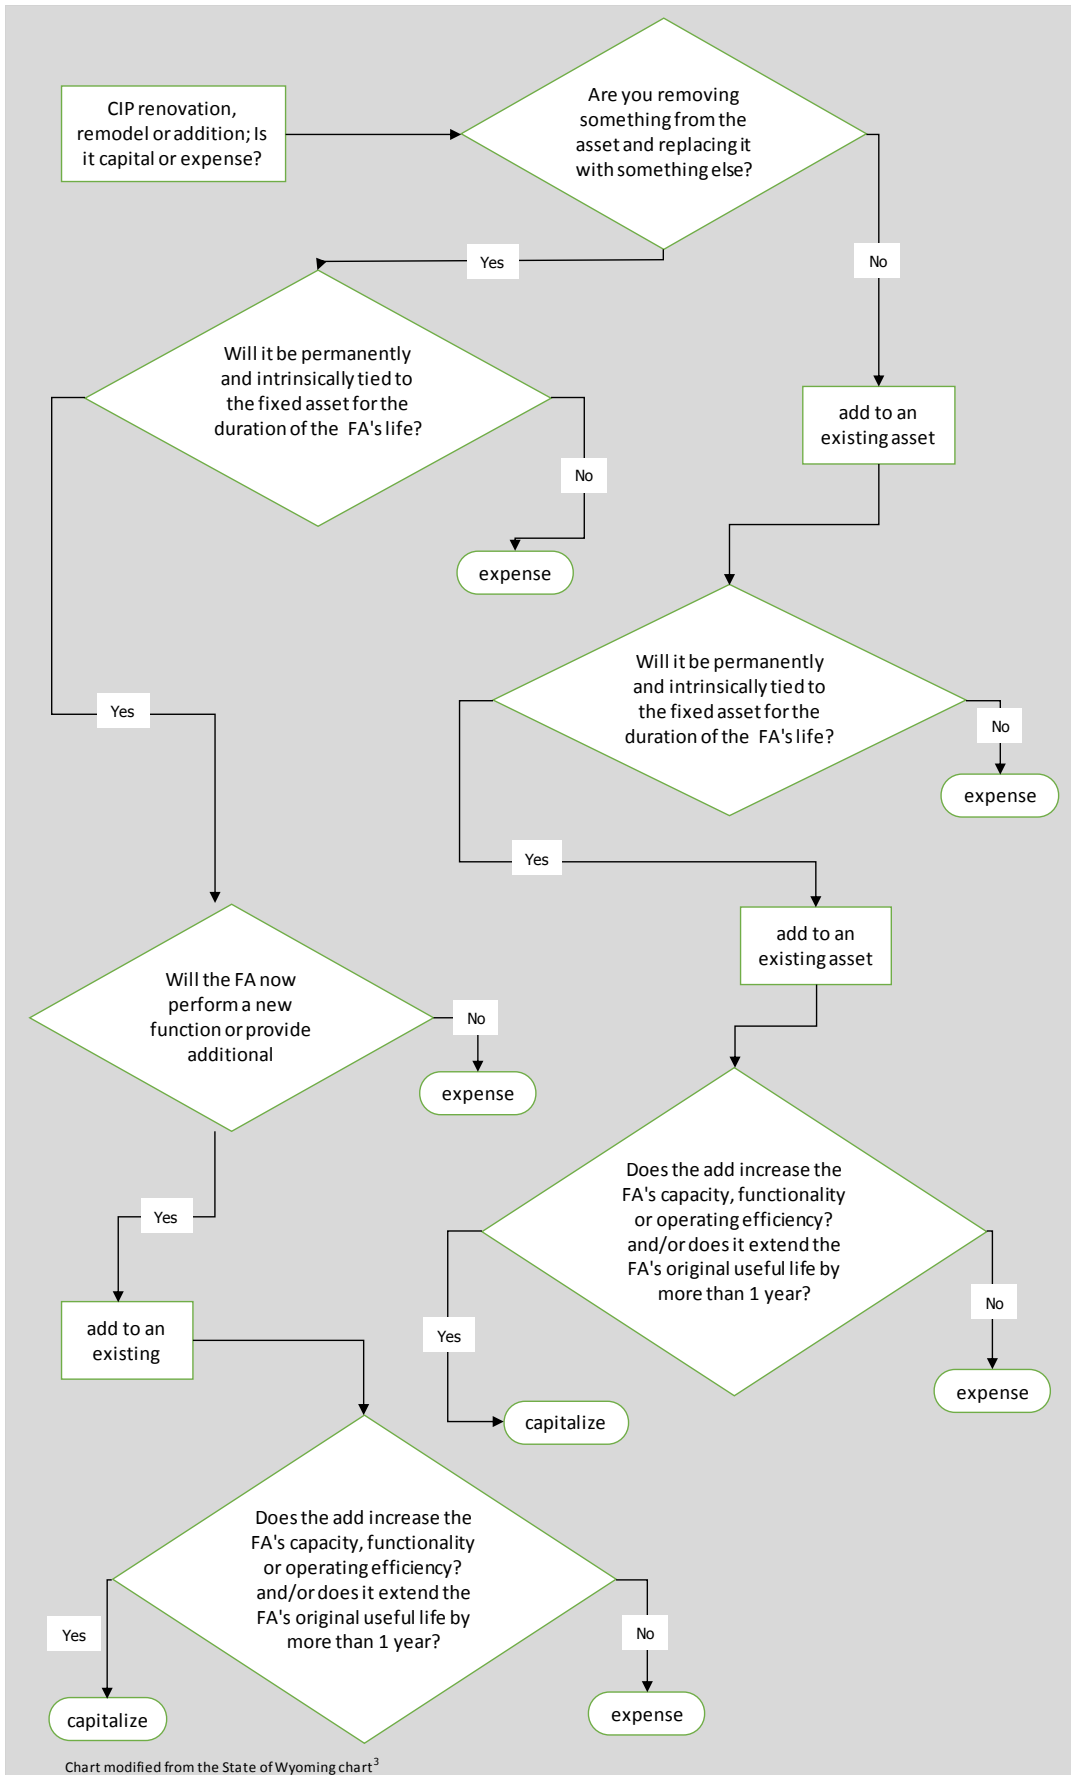 CIP renovation,
remodel or addition; Is
it capital or expense?
Are you removing
something from the
asset and replacing it
with something else?
Yes
No
Will it be permanently
and intrinsically tied to
the fixed asset for the
duration of the FA's life?
add to an
existing asset
No
expense
Will it be permanently
and intrinsically tied to
the fixed asset for the
duration of the FA's life?
Yes
No
expense
Yes
add to an
existing asset
Will the FA now
perform a new
function or provide
additional
No
expense
Does the add increase the
FA's capacity, functionality
or operating efficiency?
and/or does it extend the
FA's original useful life by
more than 1 year?
Yes
No
Yes
add to an
existing
expense
capitalize
Does the add increase the
FA's capacity, functionality
or operating efficiency?
and/or does it extend the
FA's original useful life by
more than 1 year?
Yes
No
capitalize
expense
Chart modified from the State of Wyoming chart3